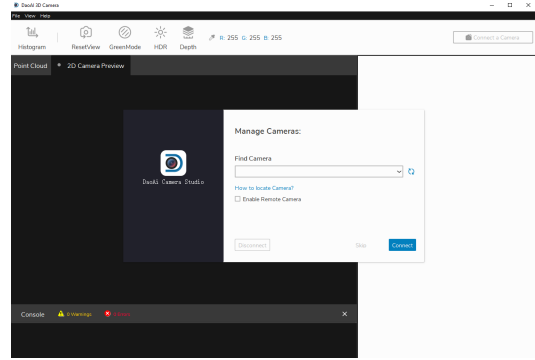 DaoAI 3D Camera
File View Help
Histogram ResetView GreenMode HDR Depth R: 255 G: 255 B: 255 Connect a Camera
Point Cloud 2D Camera Preview
Manage Cameras:
Find Camera
DaoAi Camera Studio
How to locate Camera?
Enable Remote Camera
Disconnect Skip Connect
Console 0 Warnings